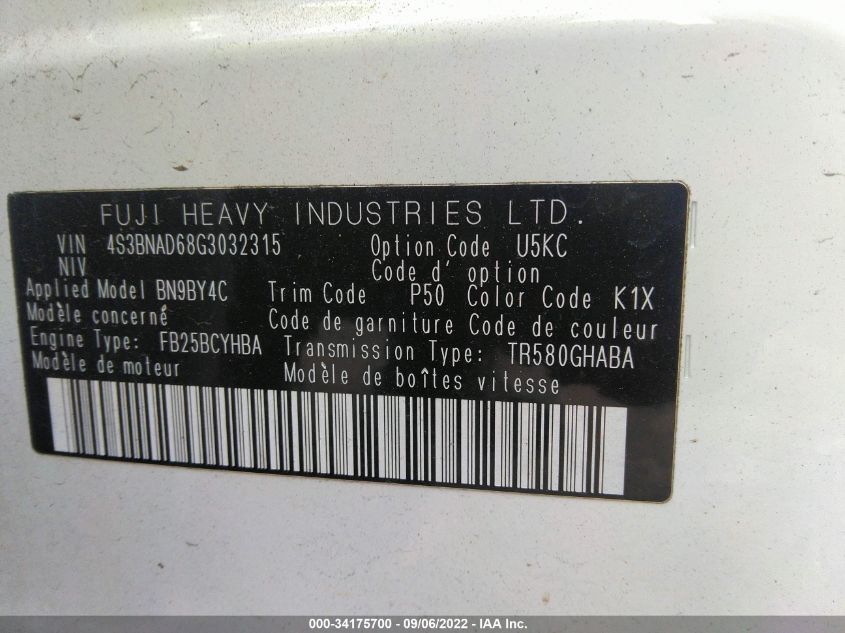 FUJI HEAVY INDUSTRIES LTD.
VIN 4S3BNAD68G3032315 Option Code U5KC
NIV Code d' option
Applied Model BN9BY4C Trim Code P50 Color Code K1X
Modèle concerné Code de garniture Code de couleur
Engine Type: FB25BCYHBA Transmission Type: TR580GHABA
Modèle de moteur Modèle de boîtes vitesse
000-34175700 - 09/06/2022 - IAA Inc.